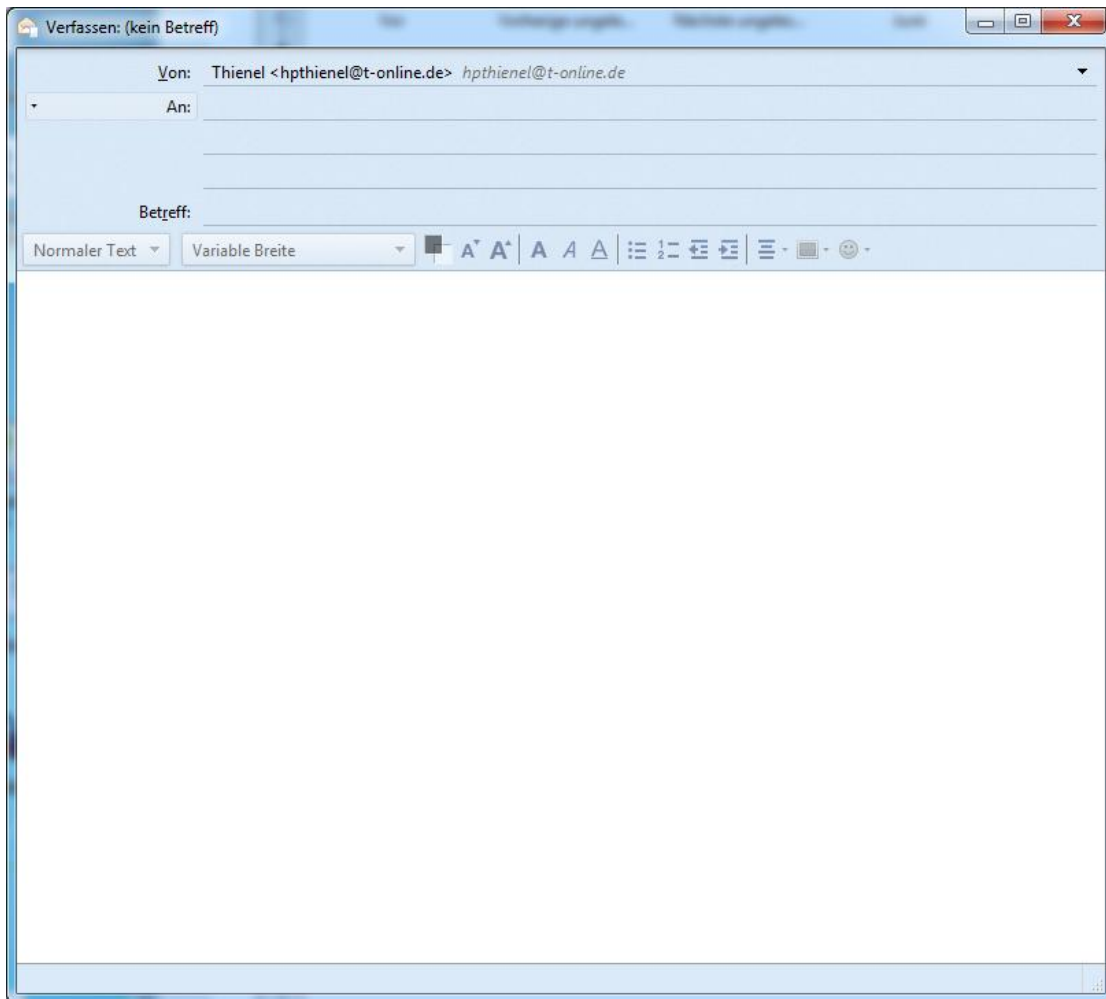 Verfassen: (kein Betreff)
Von: Thienel <hpthienel@t-online.de> hpthienel@t-online.de
An:
Betreff:
Normaler Text Variable Breite